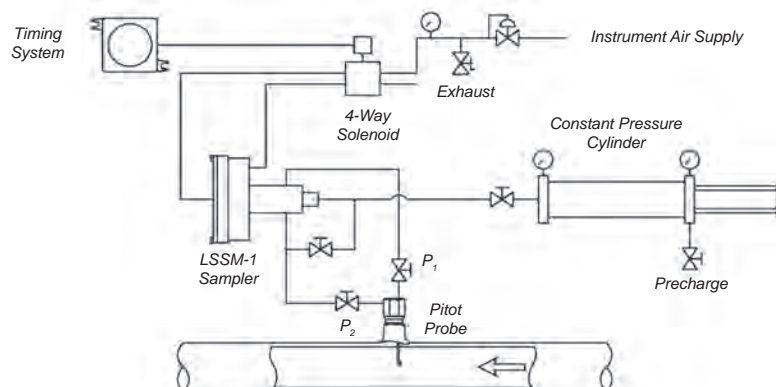 Timing
System
Instrument Air Supply
Exhaust
4-Way
Solenoid
Constant Pressure
Cylinder
LSSM-1
Sampler
P1
Precharge
P2
Pitot
Probe